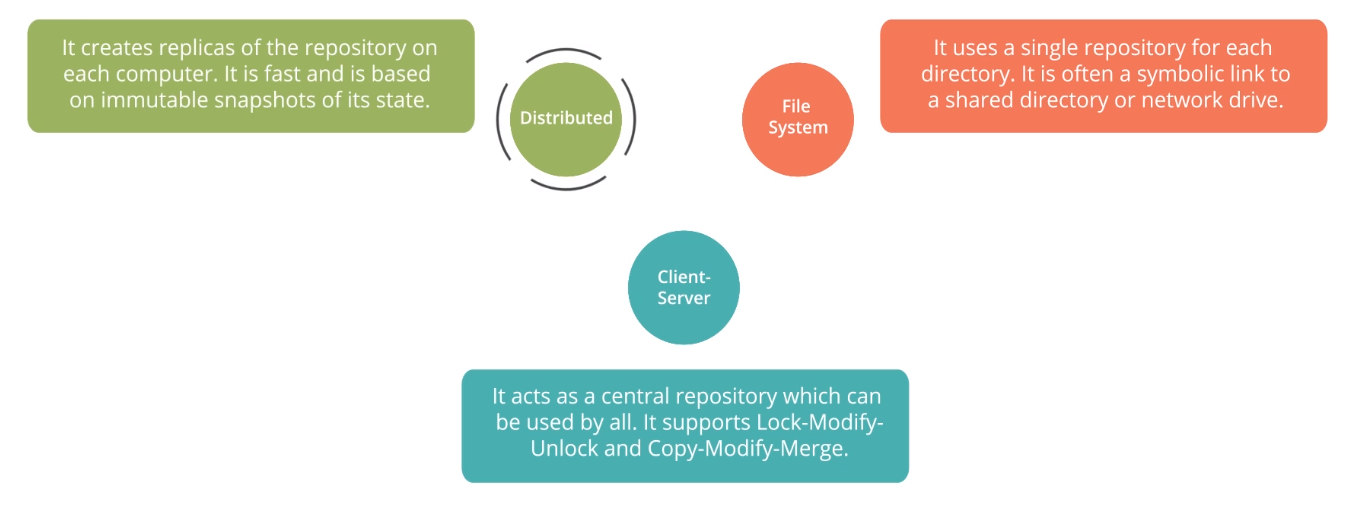 It creates replicas of the repository on
each computer. It is fast and is based
on immutable snapshots of its state.
Distributed
File
System
It uses a single repository for each
directory. It is often a symbolic link to
a shared directory or network drive.
Client-
Server
It acts as a central repository which can
be used by all. It supports Lock-Modify-
Unlock and Copy-Modify-Merge.